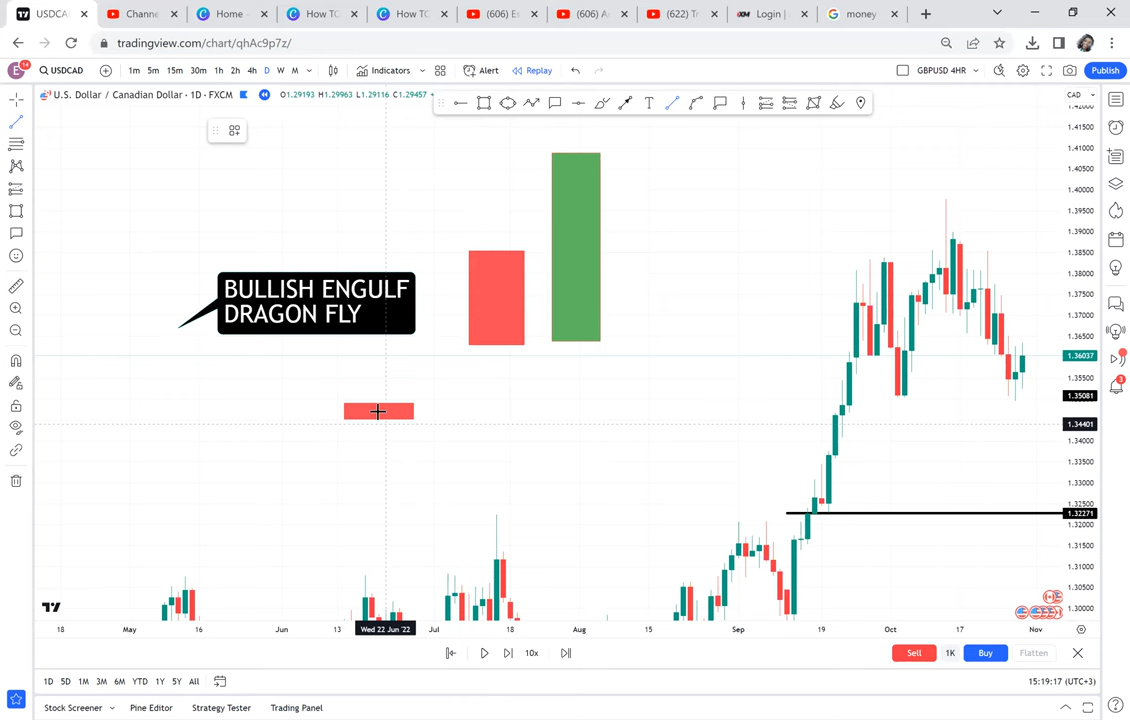 USDCAD
Channe
Home -
How TO
How TO
(606) E
(606) A
(622) Tr
Login |
money
tradingview.com/chart/qhAc9p7z/
E
14
USDCAD
1m 5m 15m 30m 1h 2h 4h D W M
Indicators
Alert
Replay
GBPUSD 4HR
Publish
U.S. Dollar / Canadian Dollar · 1D · FXCM
O1.29193 H1.29963 L1.29116 C1.29457
CAD
1.42000
1.41500
1.41000
1.40500
1.40000
1.39500
1.39000
1.38500
1.38000
1.37500
1.37000
1.36500
1.36037
1.35500
1.35081
1.34401
1.34000
1.33500
1.33000
1.32500
1.32271
1.32000
1.31500
1.31000
1.30500
1.30000
BULLISH ENGULF
DRAGON FLY
3
18 May 16 Jun 13 Wed 22 Jun '22 Jul 18 Aug 15 Sep 19 Oct 17 Nov
10x
Sell 1K Buy Flatten
1D 5D 1M 3M 6M YTD 1Y 5Y All
15:19:17 (UTC+3)
Stock Screener Pine Editor Strategy Tester Trading Panel